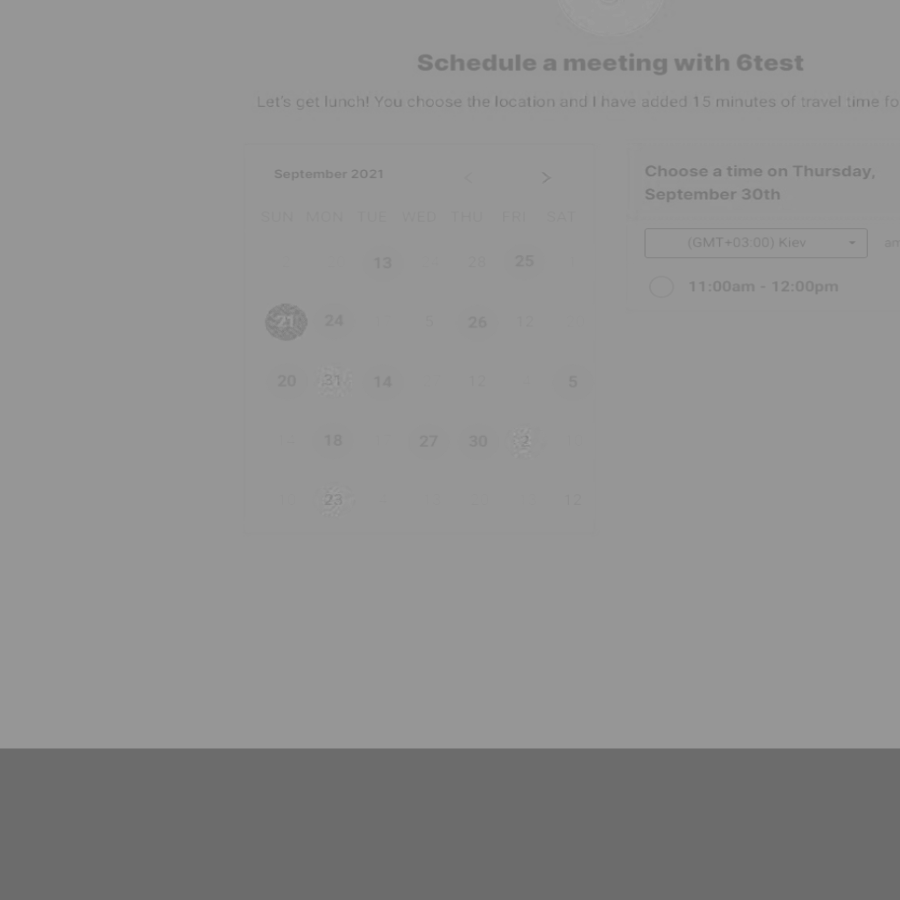 Schedule a meeting with 6test
Let's get lunch! You choose the location and I have added 15 minutes of travel time fo
September 2021 < >
SUN MON TUE WED THU FRI SAT
13 28 25
21 24 5 26 12
20 31 14 12 5
18 27 30 2
23 12
Choose a time on Thursday,
September 30th
(GMT+03:00) Kiev am
11:00am - 12:00pm